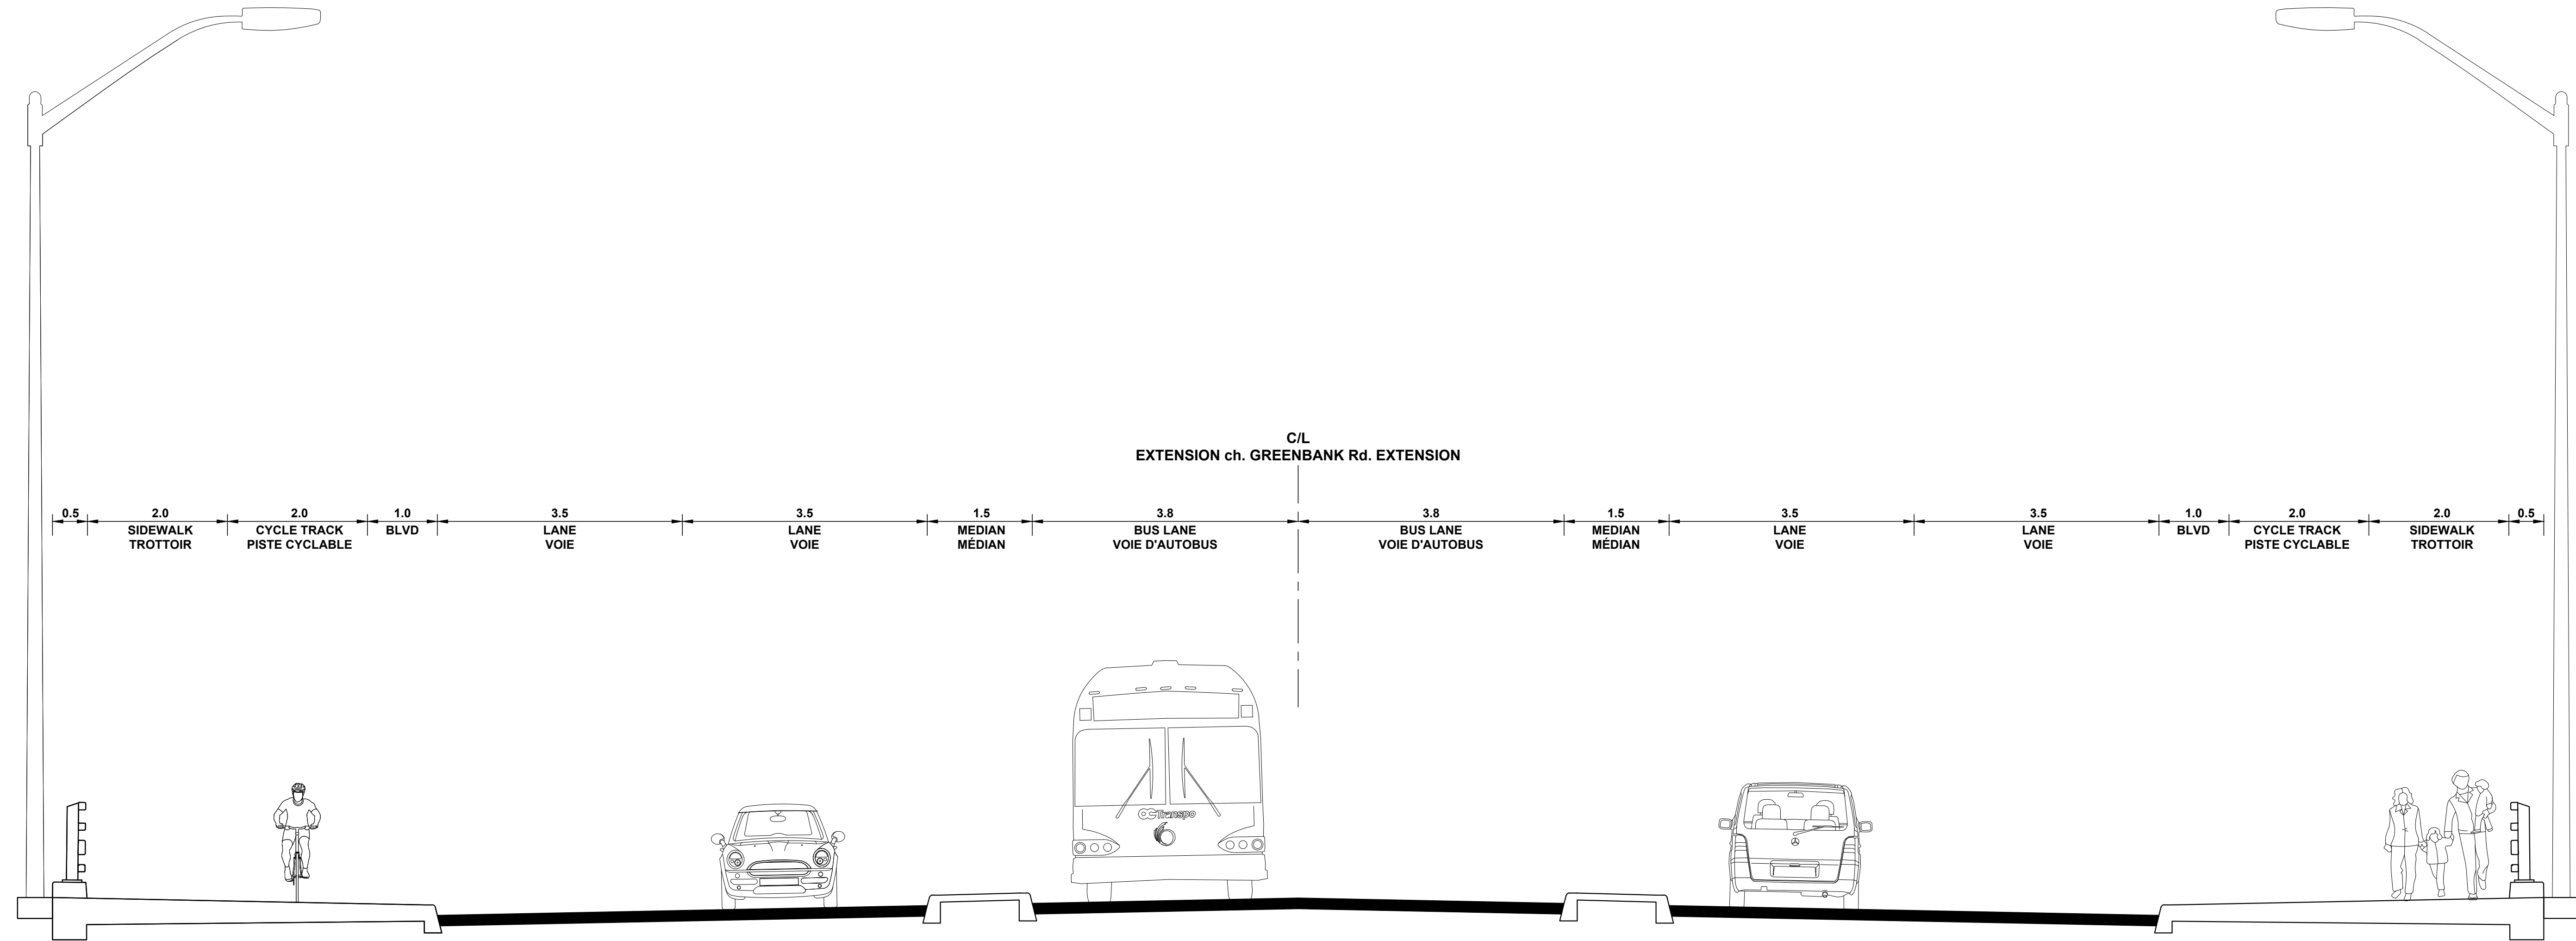 C/L
EXTENSION ch. GREENBANK Rd. EXTENSION
0.5 2.0 2.0 1.0 3.5 3.5 1.5 3.8 3.8 1.5 3.5 3.5 1.0 2.0 2.0 0.5
SIDEWALK CYCLE TRACK BLVD LANE LANE MEDIAN BUS LANE BUS LANE MEDIAN LANE LANE BLVD CYCLE TRACK SIDEWALK
TROTTOIR PISTE CYCLABLE VOIE VOIE MÉDIAN VOIE D'AUTOBUS VOIE D'AUTOBUS MÉDIAN VOIE VOIE PISTE CYCLABLE TROTTOIR
OC Transpo